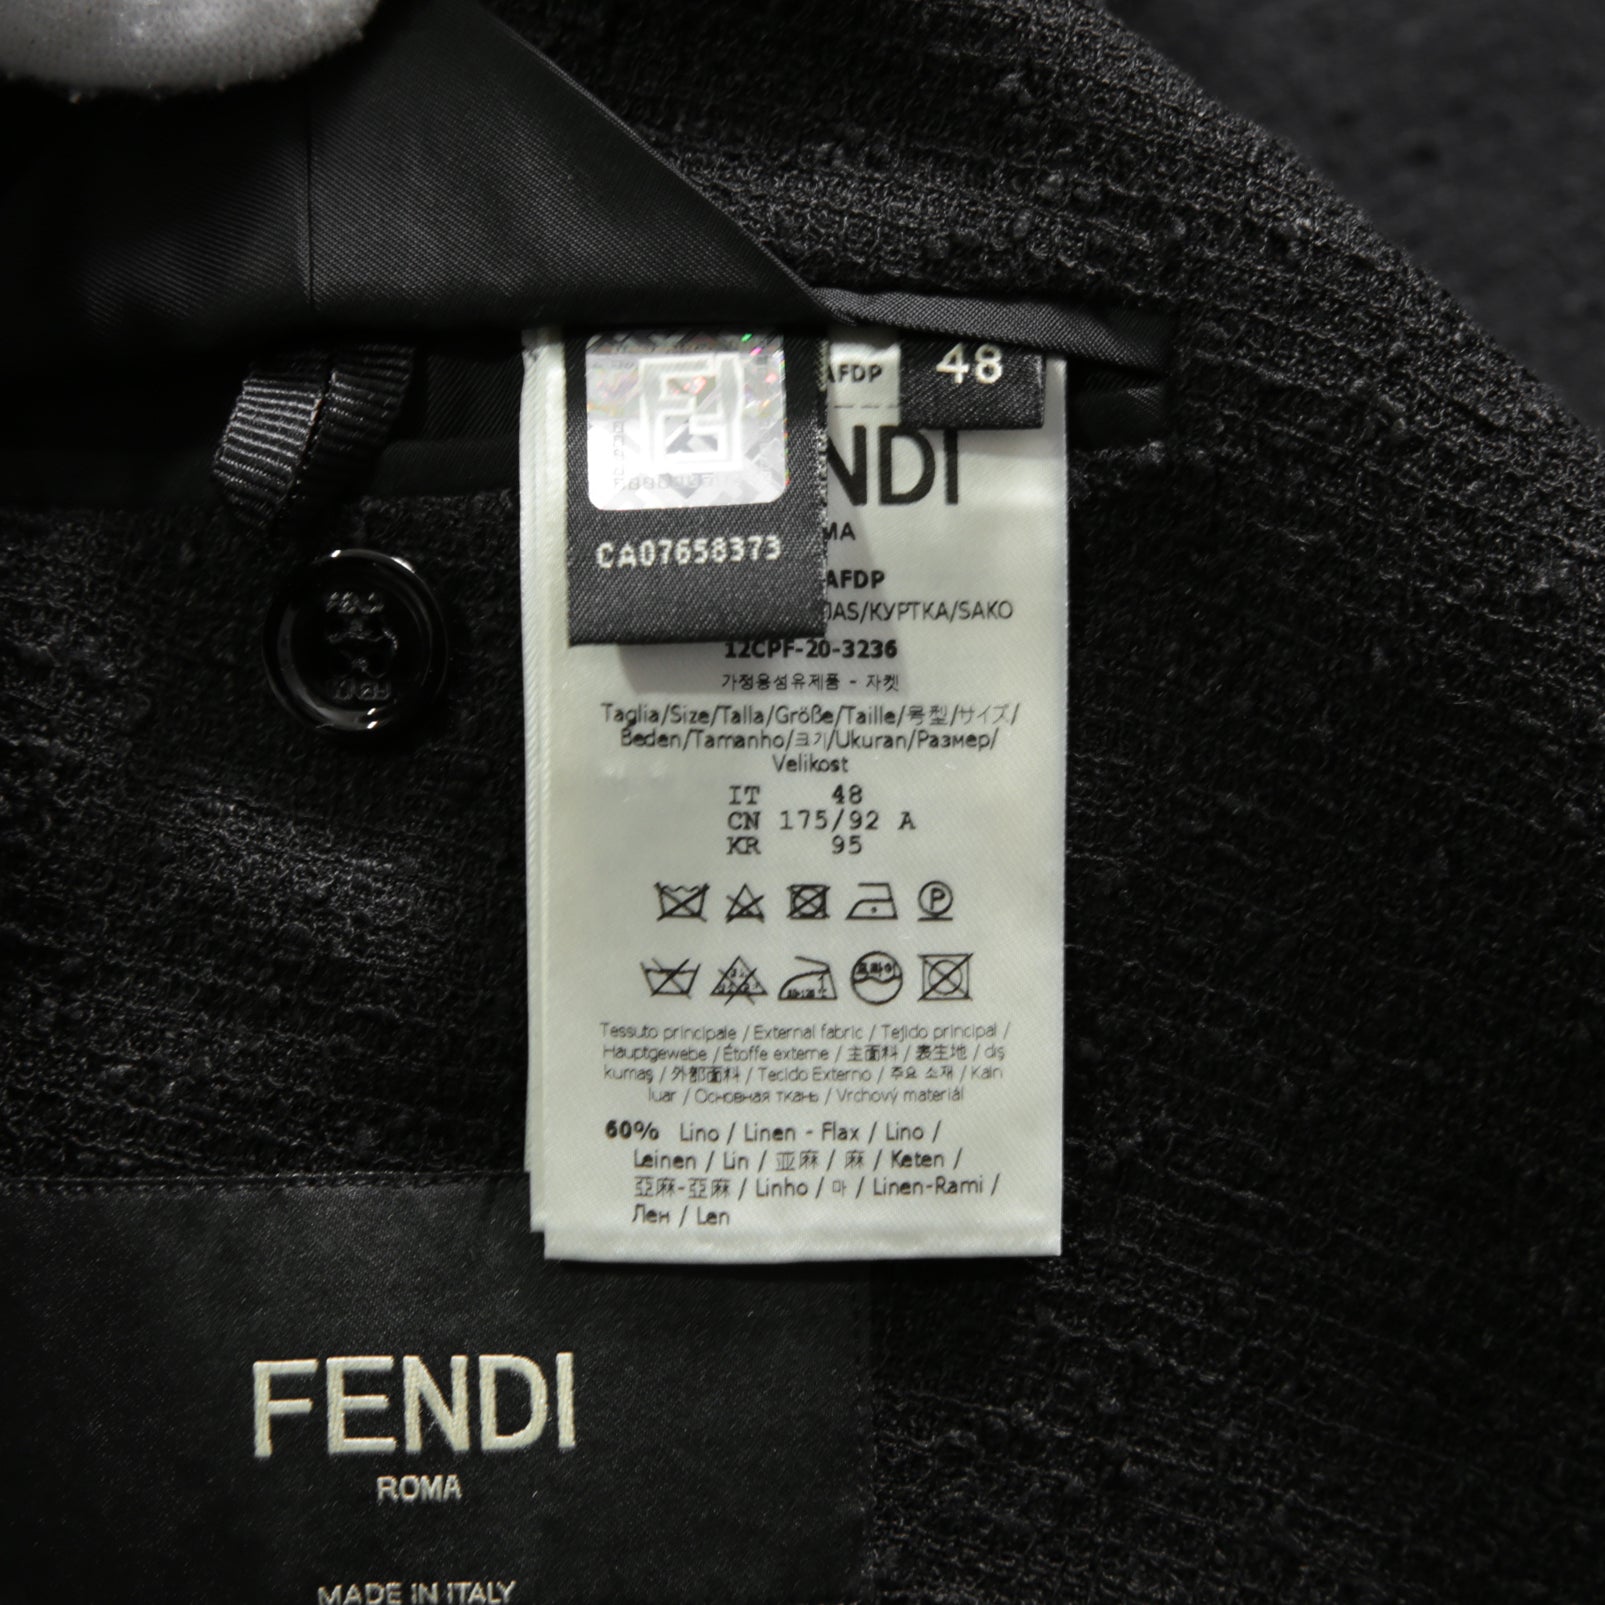 AFDP
48
NDI
MA
CA07658373
AFDP
JAS/КУРТКА/SAKO
12CPF-20-3236
가정용섬유제품 - 자켓
Taglia/Size/Talla/Größe/Taille/号型/サイズ/
Beden/Tamanho/크기/Ukuran/Размер/
Velikost
IT 48
CN 175/92 A
KR 95
P
Tessuto principale / External fabric / Tejido principal /
Hauptgewebe / Étoffe externe / 主面料 / 表生地 / dış
kumaş / 外部面料 / Tecido Externo / 주요 소재 / Kain
luar / Основная ткань / Vrchový materiál
60% Lino / Linen - Flax / Lino /
Leinen / Lin / 亚麻 / 麻 / Keten /
亞麻-亞麻 / Linho / 마 / Linen-Rami /
Лен / Len
FENDI
ROMA
MADE IN ITALY